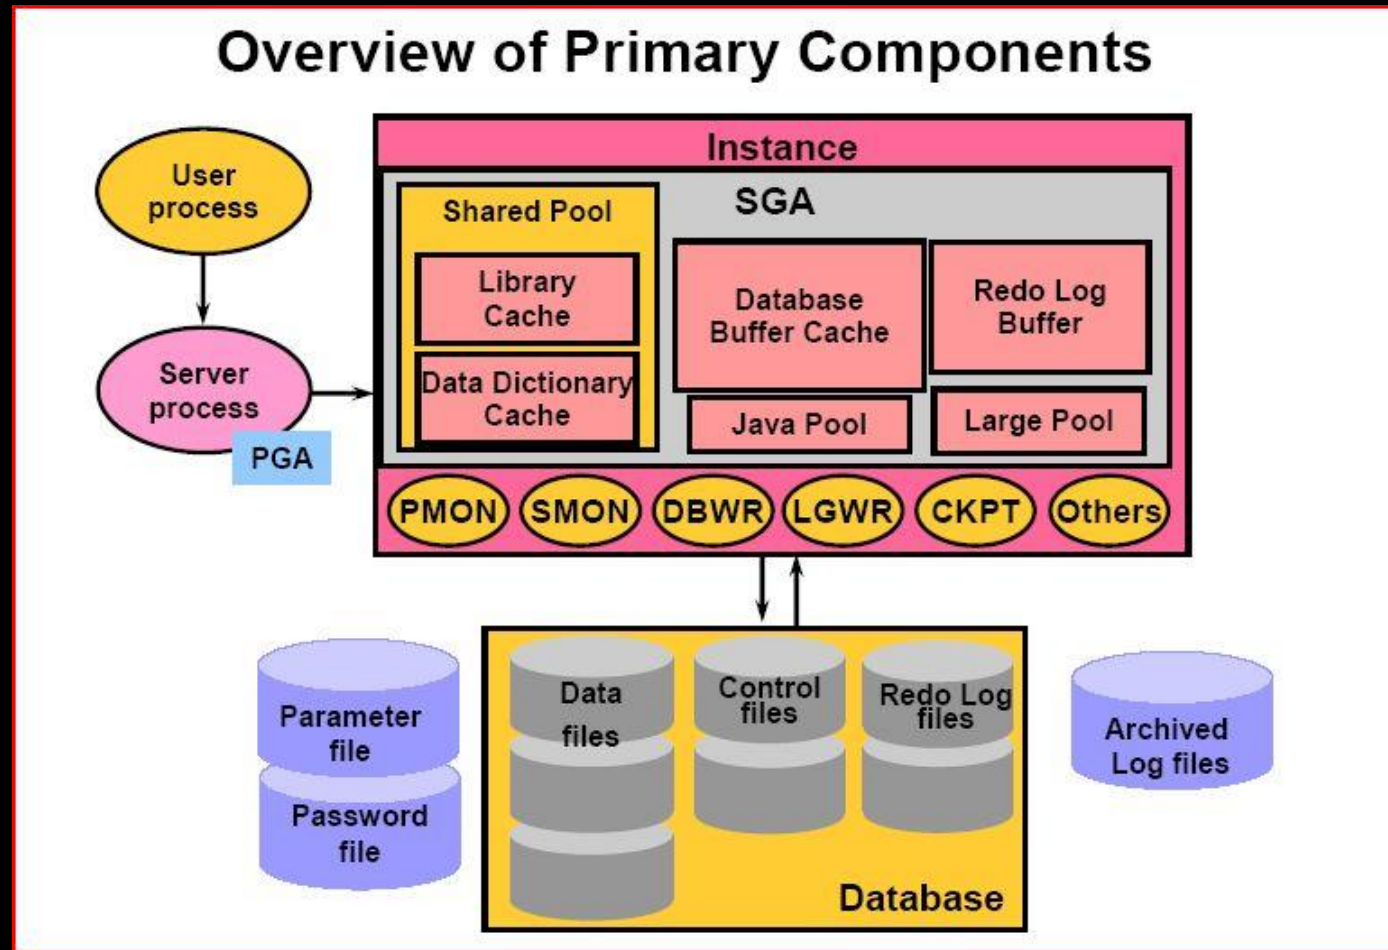 Overview of Primary Components
Instance
User
process
SGA
Shared Pool
Library
Cache
Database
Buffer Cache
Redo Log
Buffer
Server
process
PGA
Data Dictionary
Cache
Java Pool
Large Pool
PMON
SMON
DBWR
LGWR
CKPT
Others
Parameter
file
Password
file
Data
files
Control
files
Redo Log
files
Archived
Log files
Database